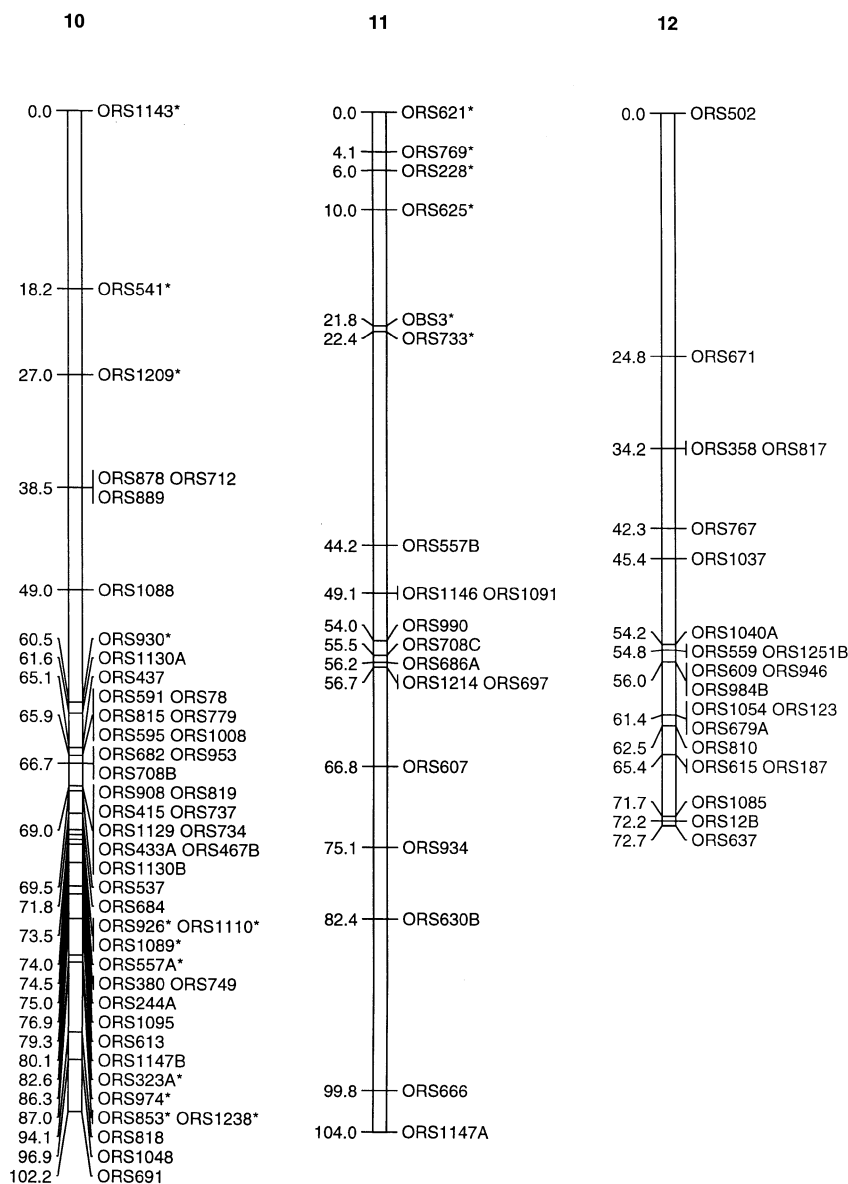 10
0.0 ORS1143*
18.2 ORS541*
27.0 ORS1209*
38.5 ORS878 ORS712
ORS889
49.0 ORS1088
60.5 ORS930*
61.6 ORS1130A
65.1 ORS437
ORS591 ORS78
65.9 ORS815 ORS779
ORS595 ORS1008
ORS682 ORS953
66.7 ORS708B
ORS908 ORS819
ORS415 ORS737
69.0 ORS1129 ORS734
ORS433A ORS467B
ORS1130B
69.5 ORS537
71.8 ORS684
73.5 ORS926* ORS1110*
ORS1089*
74.0 ORS557A*
74.5 ORS380 ORS749
75.0 ORS244A
76.9 ORS1095
79.3 ORS613
80.1 ORS1147B
82.6 ORS323A*
86.3 ORS974*
87.0 ORS853* ORS1238*
94.1 ORS818
96.9 ORS1048
102.2 ORS691
11
0.0 ORS621*
4.1 ORS769*
6.0 ORS228*
10.0 ORS625*
21.8 OBS3*
22.4 ORS733*
44.2 ORS557B
49.1 ORS1146 ORS1091
54.0 ORS990
55.5 ORS708C
56.2 ORS686A
56.7 ORS1214 ORS697
66.8 ORS607
75.1 ORS934
82.4 ORS630B
99.8 ORS666
104.0 ORS1147A
12
0.0 ORS502
24.8 ORS671
34.2 ORS358 ORS817
42.3 ORS767
45.4 ORS1037
54.2 ORS1040A
54.8 ORS559 ORS1251B
56.0 ORS609 ORS946
ORS984B
61.4 ORS1054 ORS123
ORS679A
62.5 ORS810
65.4 ORS615 ORS187
71.7 ORS1085
72.2 ORS12B
72.7 ORS637